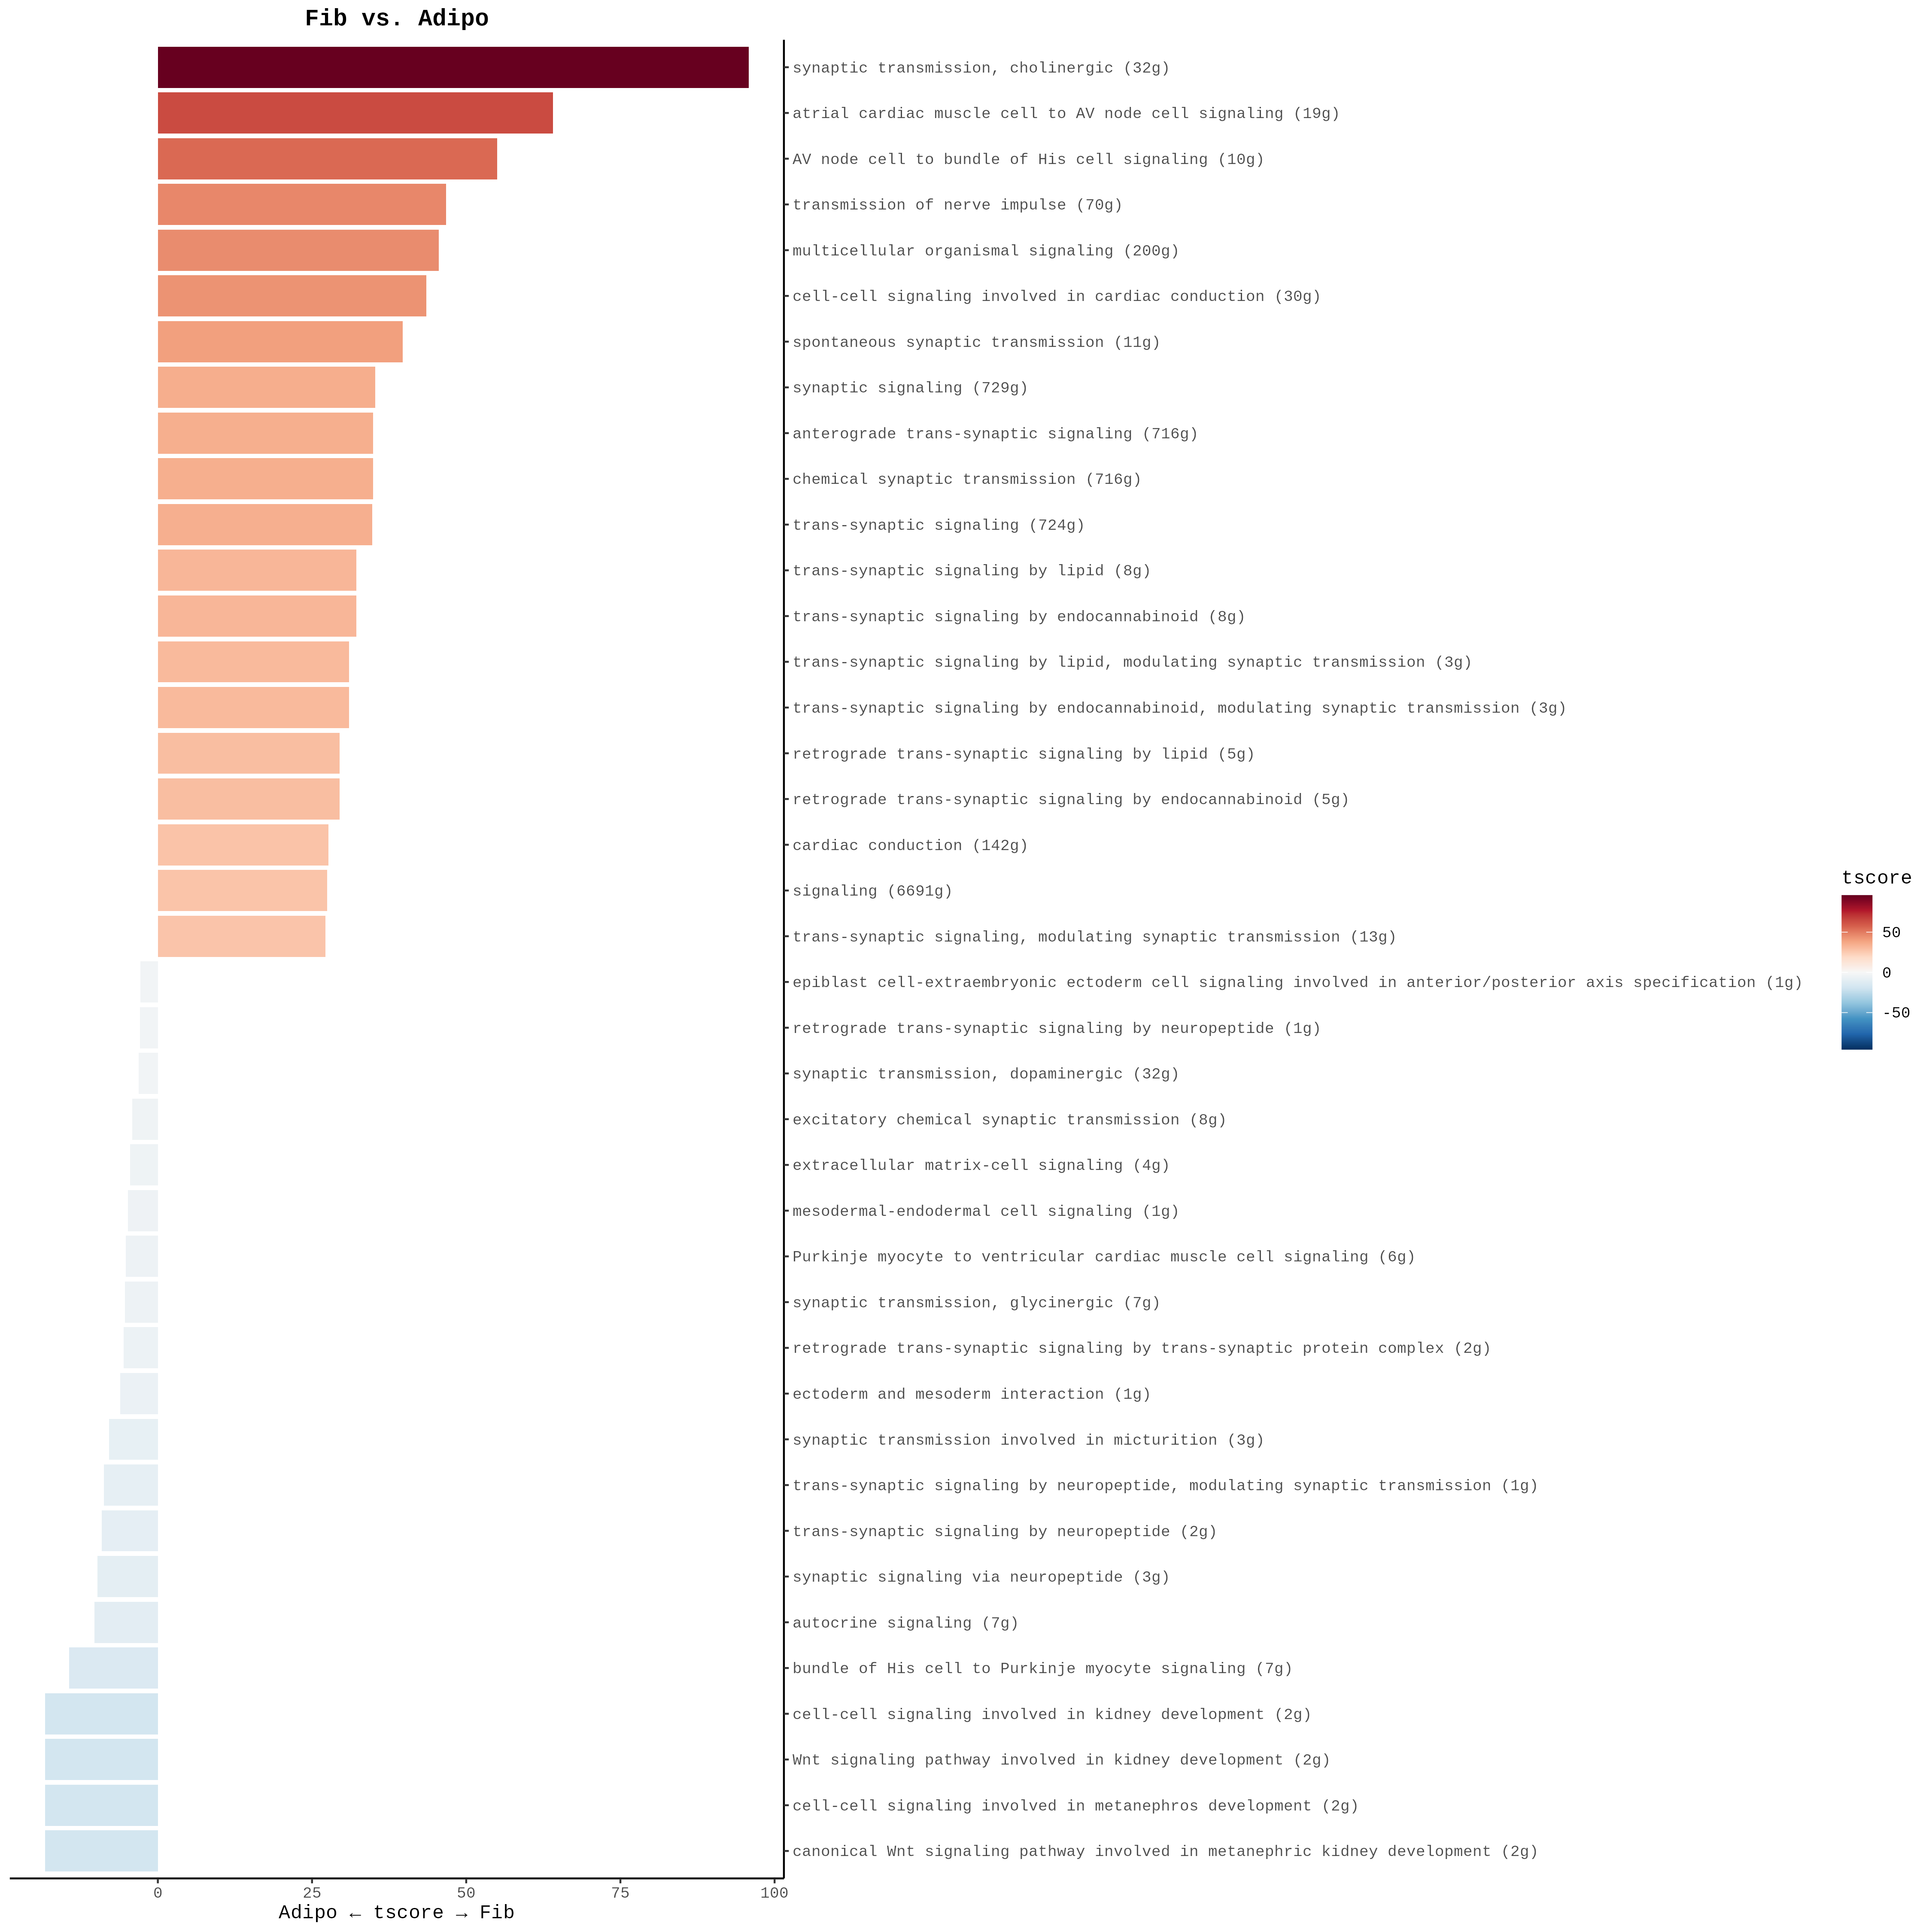 Fib vs. Adipo
synaptic transmission, cholinergic (32g)
atrial cardiac muscle cell to AV node cell signaling (19g)
AV node cell to bundle of His cell signaling (10g)
transmission of nerve impulse (70g)
multicellular organismal signaling (200g)
cell-cell signaling involved in cardiac conduction (30g)
spontaneous synaptic transmission (11g)
synaptic signaling (729g)
anterograde trans-synaptic signaling (716g)
chemical synaptic transmission (716g)
trans-synaptic signaling (724g)
trans-synaptic signaling by lipid (8g)
trans-synaptic signaling by endocannabinoid (8g)
trans-synaptic signaling by lipid, modulating synaptic transmission (3g)
trans-synaptic signaling by endocannabinoid, modulating synaptic transmission (3g)
retrograde trans-synaptic signaling by lipid (5g)
retrograde trans-synaptic signaling by endocannabinoid (5g)
cardiac conduction (142g)
signaling (6691g)
trans-synaptic signaling, modulating synaptic transmission (13g)
epiblast cell-extraembryonic ectoderm cell signaling involved in anterior/posterior axis specification (1g)
retrograde trans-synaptic signaling by neuropeptide (1g)
synaptic transmission, dopaminergic (32g)
excitatory chemical synaptic transmission (8g)
extracellular matrix-cell signaling (4g)
mesodermal-endodermal cell signaling (1g)
Purkinje myocyte to ventricular cardiac muscle cell signaling (6g)
synaptic transmission, glycinergic (7g)
retrograde trans-synaptic signaling by trans-synaptic protein complex (2g)
ectoderm and mesoderm interaction (1g)
synaptic transmission involved in micturition (3g)
trans-synaptic signaling by neuropeptide, modulating synaptic transmission (1g)
trans-synaptic signaling by neuropeptide (2g)
synaptic signaling via neuropeptide (3g)
autocrine signaling (7g)
bundle of His cell to Purkinje myocyte signaling (7g)
cell-cell signaling involved in kidney development (2g)
Wnt signaling pathway involved in kidney development (2g)
cell-cell signaling involved in metanephros development (2g)
canonical Wnt signaling pathway involved in metanephric kidney development (2g)
0 25 50 75 100
Adipo ← tscore → Fib
tscore
50
0
-50